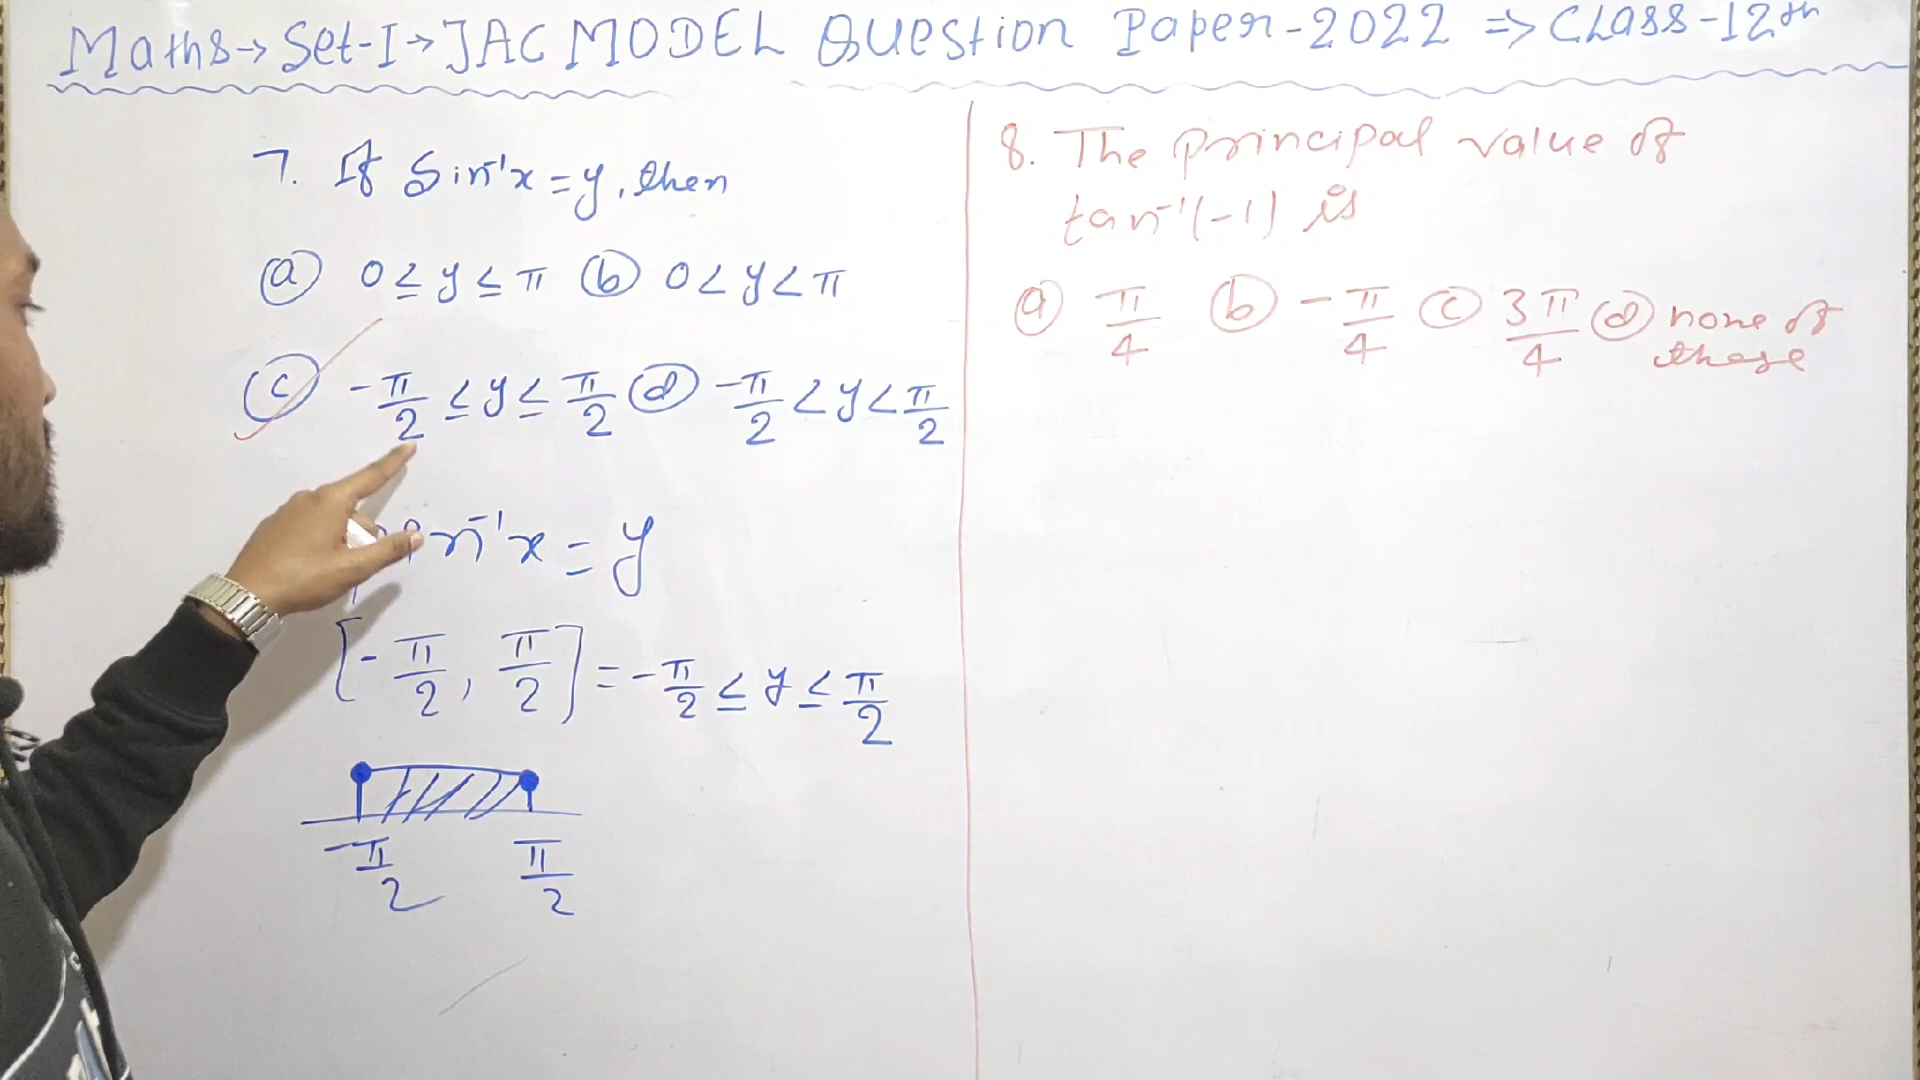 Maths→Set-I→JAC MODEL Question Paper-2022 ⇒ Class-12th
7. If Sin⁻¹x = y, then
(a) 0 ≤ y ≤ π (b) 0 < y < π
(c) -π/2 ≤ y ≤ π/2 (d) -π/2 < y < π/2
x = y
[-π/2, π/2] = -π/2 ≤ y ≤ π/2
-π/2 π/2
8. The principal value of
tan⁻¹(-1) is
(a) π/4 (b) -π/4 (c) 3π/4 (d) none of
these